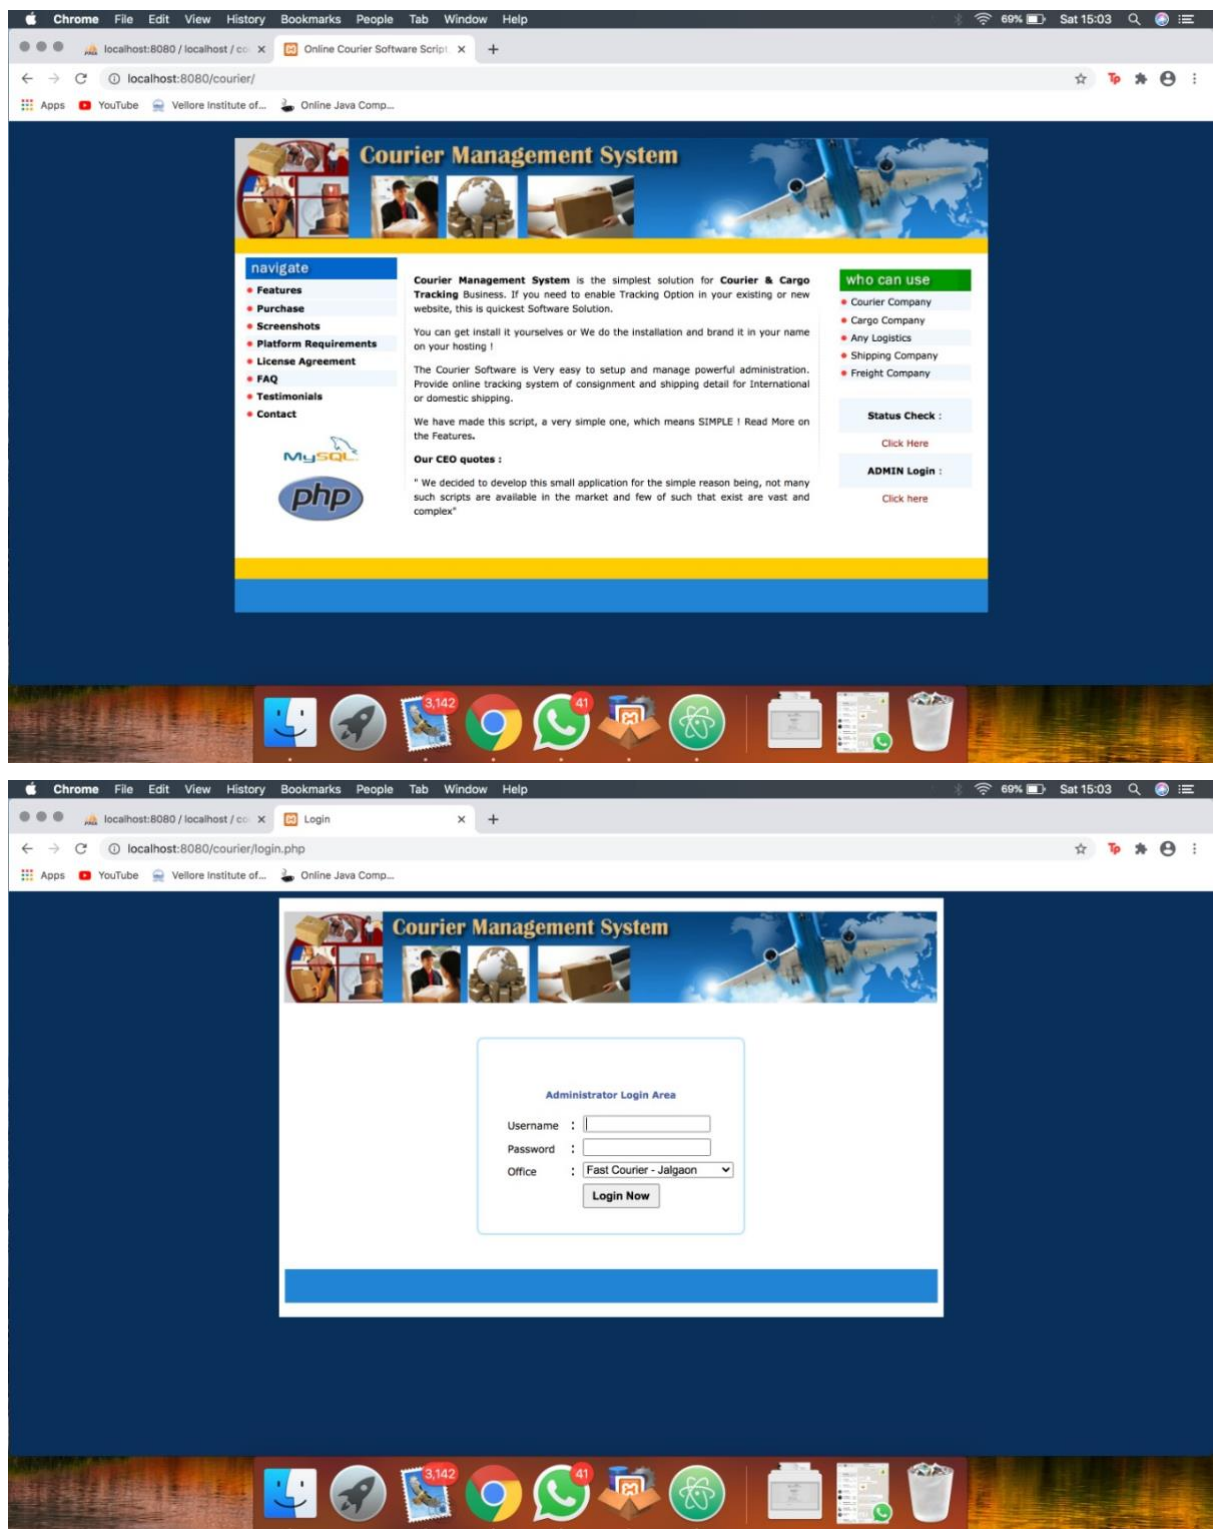 Chrome File Edit View History Bookmarks People Tab Window Help 69% Sat 15:03
localhost:8080 / localhost / co Online Courier Software Script
localhost:8080/courier/ Tp
Apps YouTube Vellore Institute of... Online Java Comp...
Courier Management System
navigate
Features
Purchase
Screenshots
Platform Requirements
License Agreement
FAQ
Testimonials
Contact
MySQL
php
Courier Management System is the simplest solution for Courier & Cargo
Tracking Business. If you need to enable Tracking Option in your existing or new
website, this is quickest Software Solution.
You can get install it yourselves or We do the installation and brand it in your name
on your hosting !
The Courier Software is Very easy to setup and manage powerful administration.
Provide online tracking system of consignment and shipping detail for International
or domestic shipping.
We have made this script, a very simple one, which means SIMPLE ! Read More on
the Features.
Our CEO quotes :
" We decided to develop this small application for the simple reason being, not many
such scripts are available in the market and few of such that exist are vast and
complex"
who can use
Courier Company
Cargo Company
Any Logistics
Shipping Company
Freight Company
Status Check :
Click Here
ADMIN Login :
Click here
3,142 41
Chrome File Edit View History Bookmarks People Tab Window Help 69% Sat 15:03
localhost:8080 / localhost / co Login
localhost:8080/courier/login.php Tp
Apps YouTube Vellore Institute of... Online Java Comp...
Courier Management System
Administrator Login Area
Username :
Password :
Office : Fast Courier - Jalgaon
Login Now
3,142 41